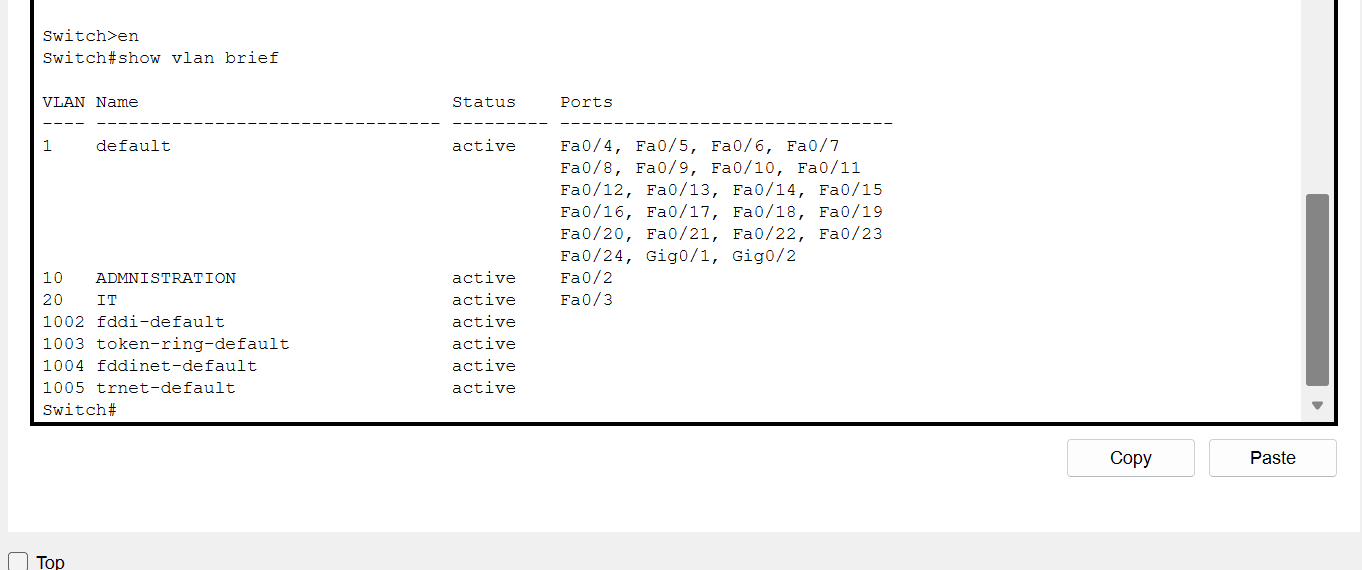 Switch>en
Switch#show vlan brief
VLAN Name Status Ports
---- -------------------------------- --------- -------------------------------
1 default active Fa0/4, Fa0/5, Fa0/6, Fa0/7
Fa0/8, Fa0/9, Fa0/10, Fa0/11
Fa0/12, Fa0/13, Fa0/14, Fa0/15
Fa0/16, Fa0/17, Fa0/18, Fa0/19
Fa0/20, Fa0/21, Fa0/22, Fa0/23
Fa0/24, Gig0/1, Gig0/2
10 ADMNISTRATION active Fa0/2
20 IT active Fa0/3
1002 fddi-default active
1003 token-ring-default active
1004 fddinet-default active
1005 trnet-default active
Switch#
Copy Paste
Top